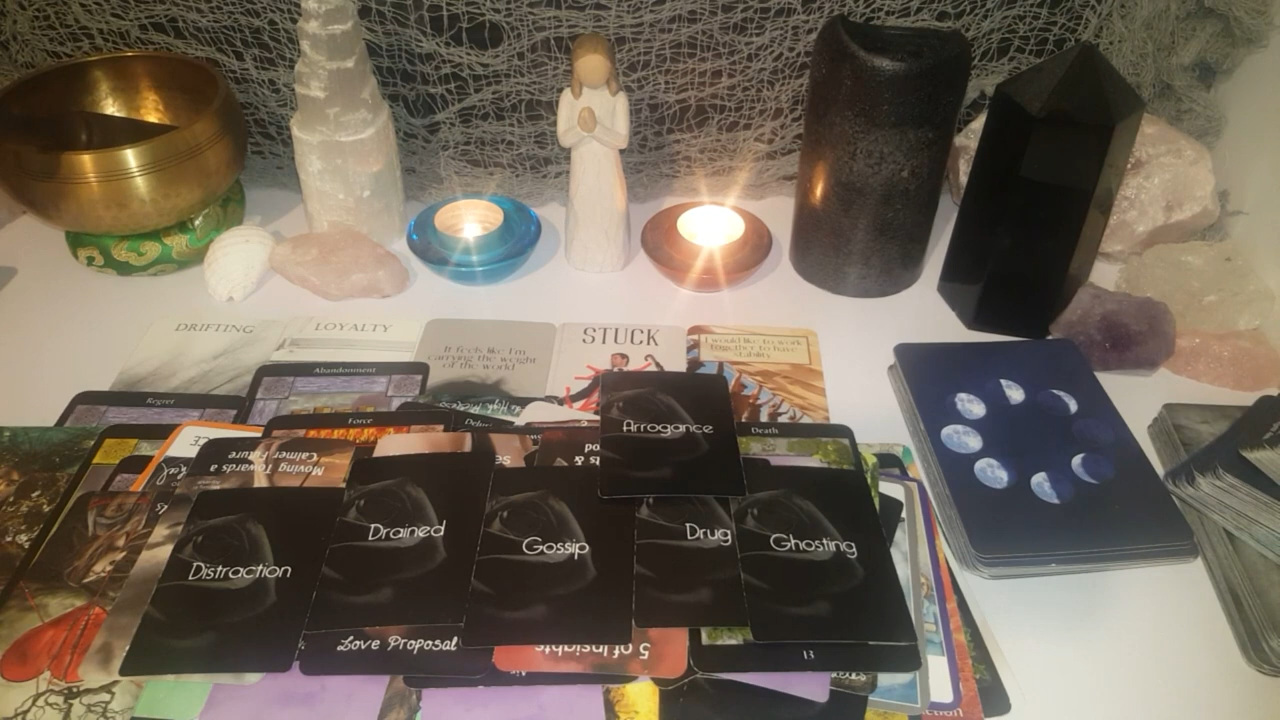 DRIFTING
LOYALTY
It feels like I'm
carrying the weight
of the world
STUCK
I would like to work
together to have
stability
Abandonment
Regret
Force
Death
Arrogance
Moving Towards a
Calmer Future
Drained
Gossip
Drug
Ghosting
Distraction
Love Proposal
5 of Insights
13